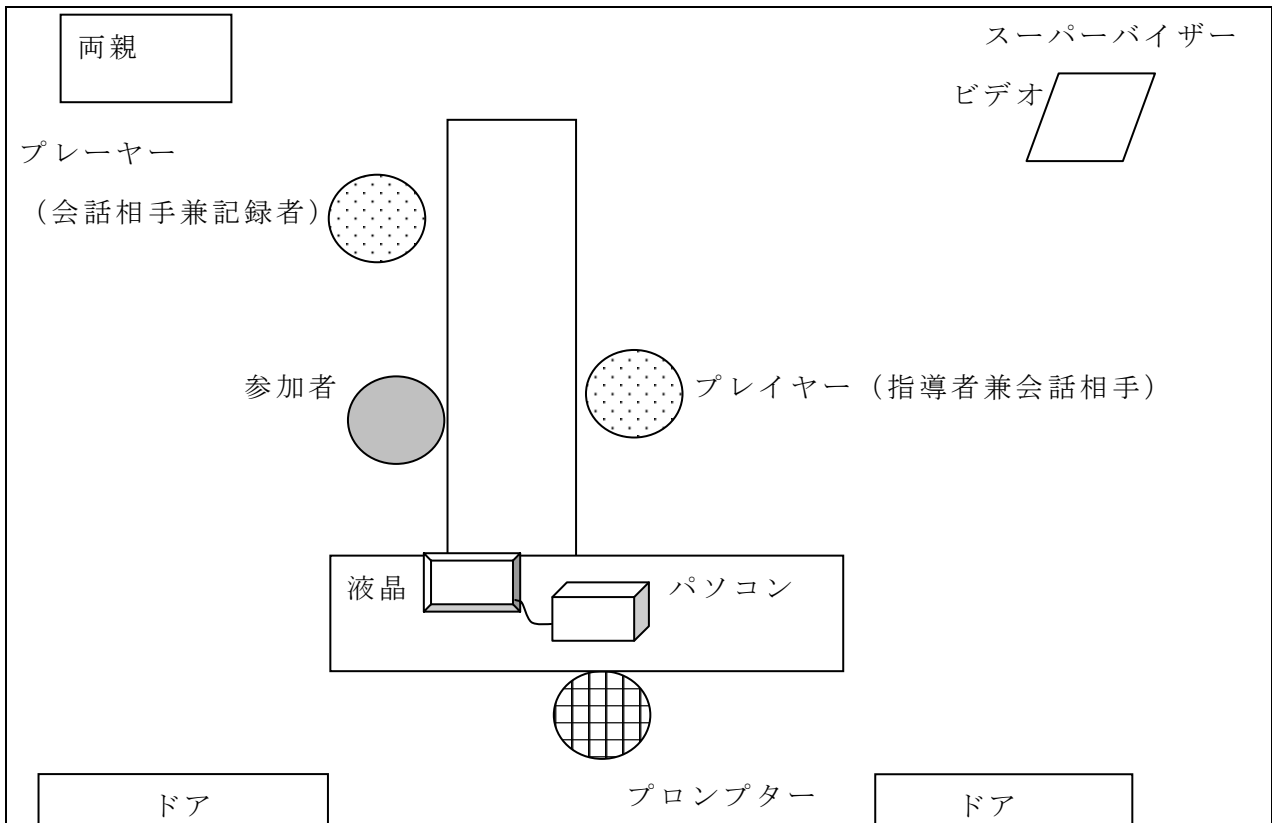 両親
スーパーバイザー
ビデオ
プレーヤー
（会話相手兼記録者）
参加者
プレイヤー（指導者兼会話相手）
液晶
パソコン
プロンプター
ドア
ドア